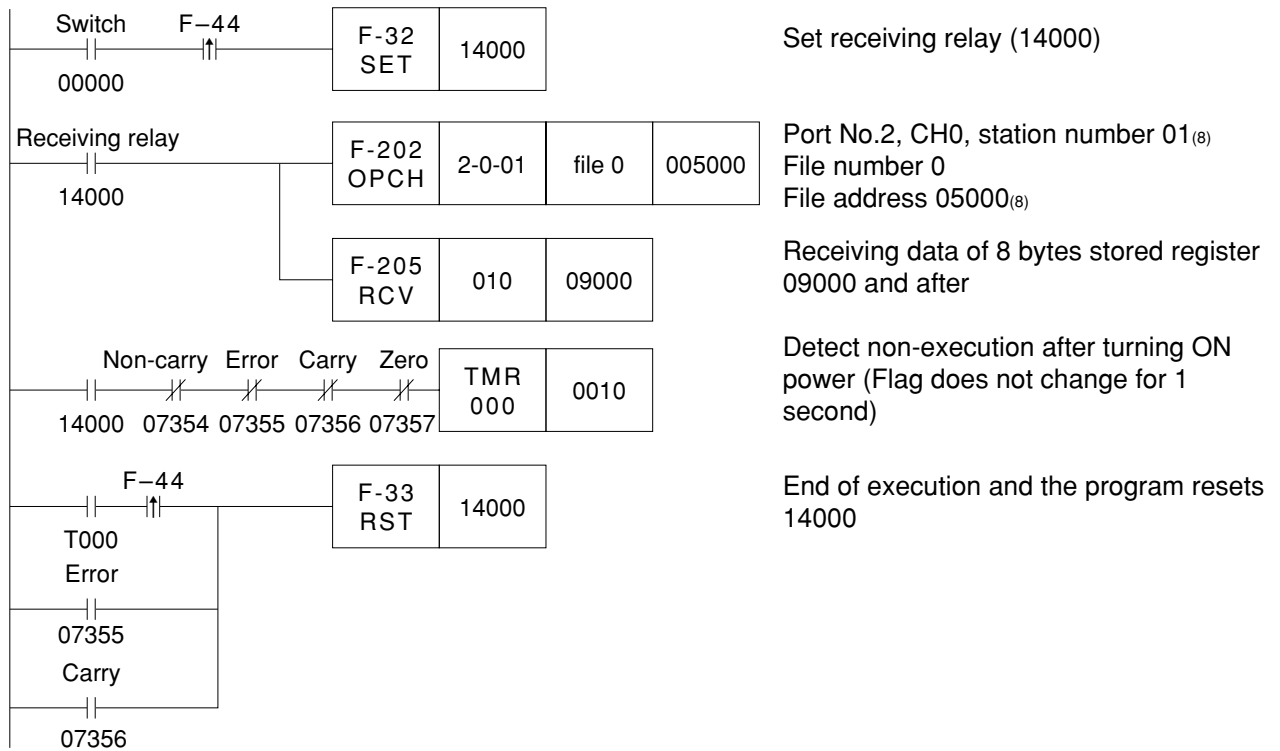 Switch F–44
00000
F-32 SET 14000
Set receiving relay (14000)
Receiving relay
14000
F-202 OPCH 2-0-01 file 0 005000
Port No.2, CH0, station number 01(8)
File number 0
File address 05000(8)
F-205 RCV 010 09000
Receiving data of 8 bytes stored register
09000 and after
Non-carry Error Carry Zero
14000 07354 07355 07356 07357
TMR 000 0010
Detect non-execution after turning ON
power (Flag does not change for 1
second)
F–44
T000
F-33 RST 14000
End of execution and the program resets
14000
Error
07355
Carry
07356